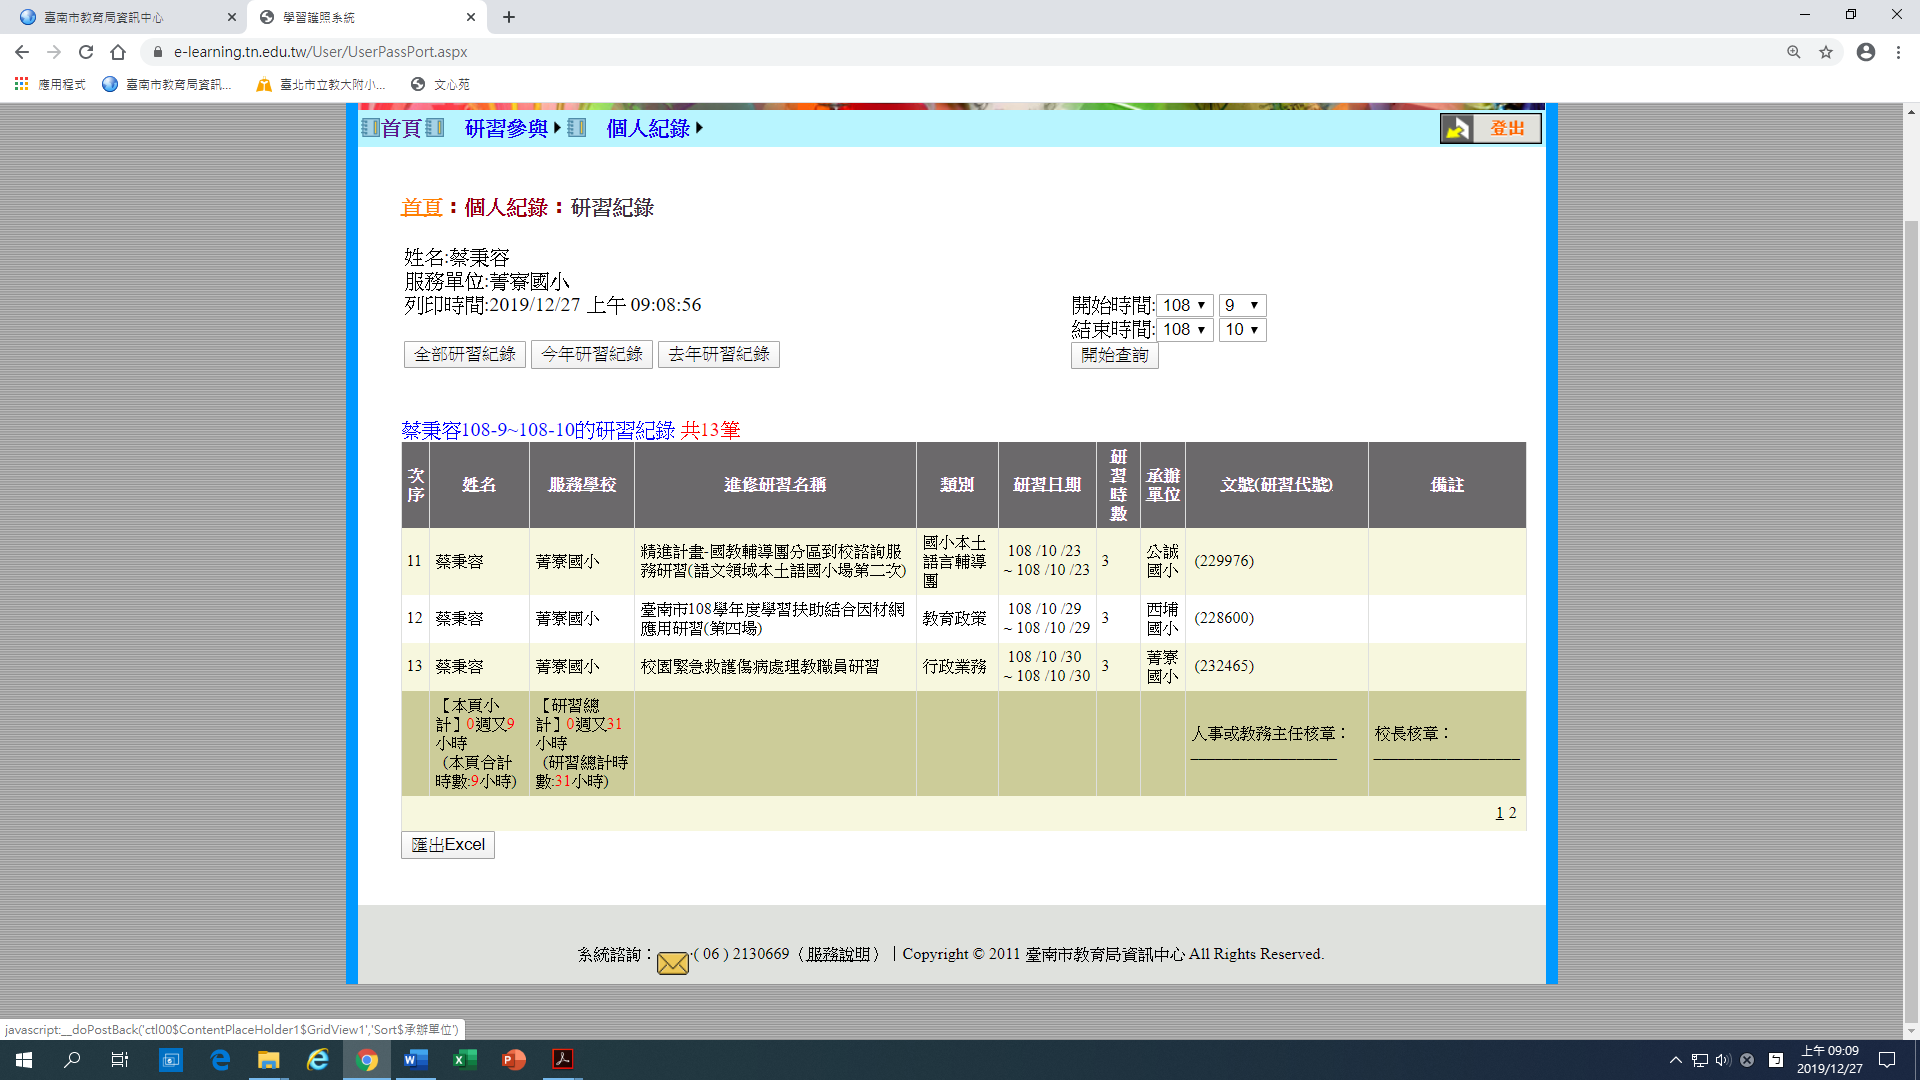 臺南市教育局資訊中心
學習護照系統
e-learning.tn.edu.tw/User/UserPassPort.aspx
應用程式
臺南市教育局資訊...
臺北市立教大附小...
文心苑
首頁 研習參與 個人紀錄 登出
首頁：個人紀錄：研習紀錄
姓名:蔡秉容
服務單位:菁寮國小
列印時間:2019/12/27 上午 09:08:56
開始時間: 108 9
結束時間: 108 10
全部研習紀錄 今年研習紀錄 去年研習紀錄 開始查詢
蔡秉容108-9~108-10的研習紀錄 共13筆
次序 姓名 服務學校 進修研習名稱 類別 研習日期 研習時數 承辦單位 文號(研習代號) 備註
11 蔡秉容 菁寮國小 精進計畫-國教輔導團分區到校諮詢服務研習(語文領域本土語國小場第二次) 國小本土語言輔導團 108 /10 /23 ~ 108 /10 /23 3 公誠國小 (229976)
12 蔡秉容 菁寮國小 臺南市108學年度學習扶助結合因材網應用研習(第四場) 教育政策 108 /10 /29 ~ 108 /10 /29 3 西埔國小 (228600)
13 蔡秉容 菁寮國小 校園緊急救護傷病處理教職員研習 行政業務 108 /10 /30 ~ 108 /10 /30 3 菁寮國小 (232465)
【本頁小計】0週又9小時（本頁合計時數:9小時) 【研習總計】0週又31小時（研習總計時數:31小時) 人事或教務主任核章：__________________ 校長核章：__________________
1 2
匯出Excel
系統諮詢： ‧( 06 ) 2130669（服務說明）｜Copyright © 2011 臺南市教育局資訊中心 All Rights Reserved.
javascript:__doPostBack('ctl00$ContentPlaceHolder1$GridView1','Sort$承辦單位')
上午 09:09
2019/12/27